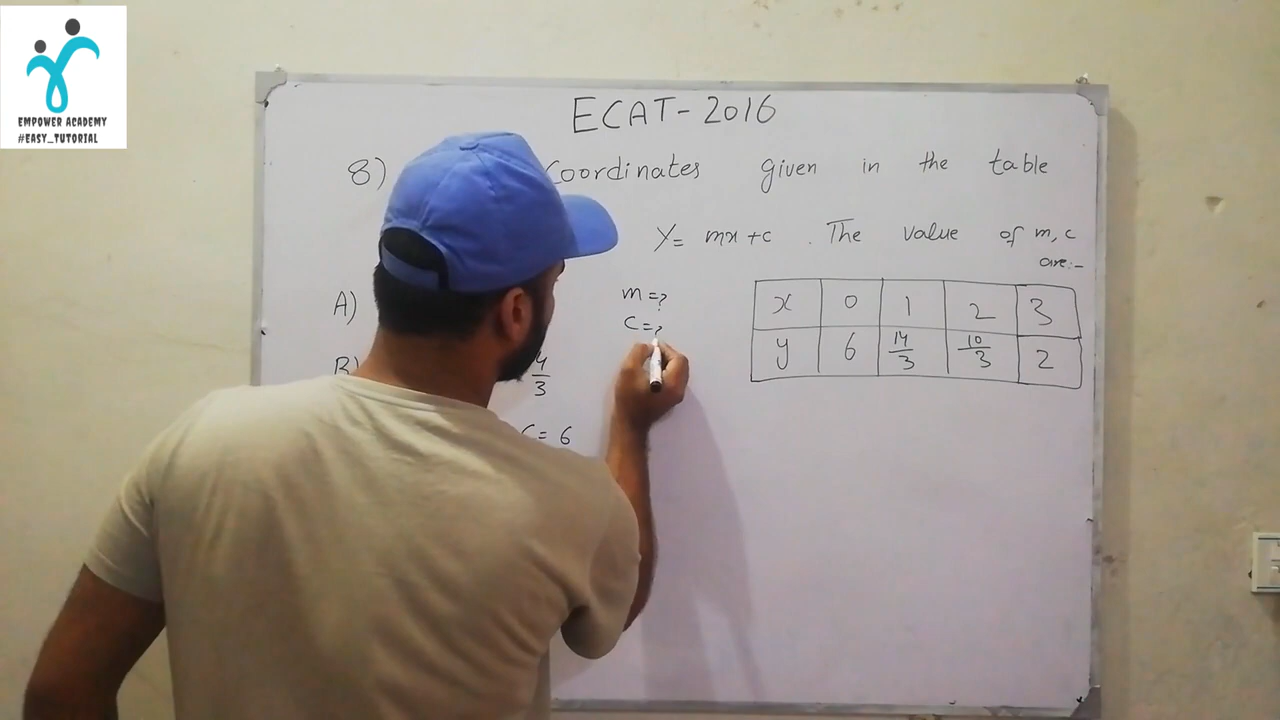 EMPOWER ACADEMY
#EASY_TUTORIAL
ECAT-2016
8) Coordinates given in the table
Y= mx+c . The value of m, c
are:-
A)
m=?
C=?
x 0 1 2 3
y 6 14/3 10/3 2
B) 4/3
C= 6